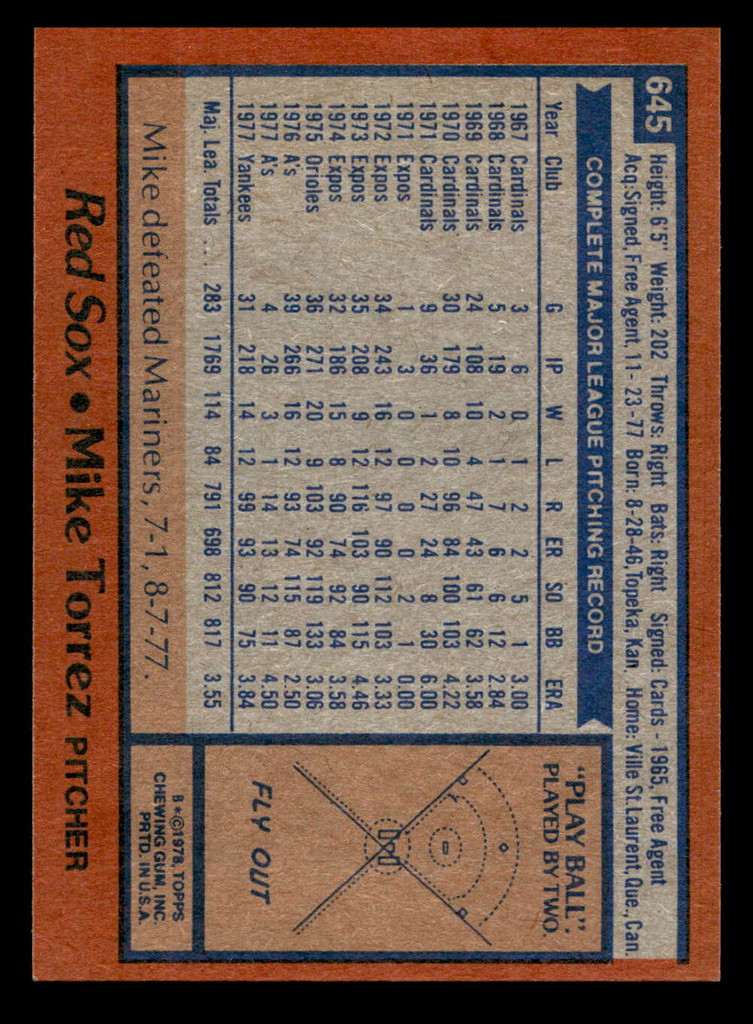 645
Height: 6'5" Weight: 202 Throws: Right Bats: Right Signed: Cards - 1965, Free Agent
Acq: Signed, Free Agent, 11-23-77 Born: 8-28-46, Topeka, Kan. Home: Ville St. Laurent, Que., Can.
COMPLETE MAJOR LEAGUE PITCHING RECORD
Year Club G IP W L R ER SO BB ERA
1967 Cardinals 3 6 0 1 2 2 5 1 3.00
1968 Cardinals 5 19 2 1 7 6 6 12 2.84
1969 Cardinals 24 108 10 4 47 43 61 62 3.58
1970 Cardinals 30 179 8 10 96 84 100 103 4.22
1971 Cardinals 9 36 1 2 27 24 8 30 6.00
1971 Expos 1 3 0 0 0 0 2 1 0.00
1972 Expos 34 243 16 12 97 90 112 103 3.33
1973 Expos 35 208 9 12 116 103 90 115 4.46
1974 Expos 32 186 15 8 90 74 92 84 3.58
1975 Orioles 36 271 20 9 103 92 119 133 3.06
1976 A's 39 266 16 12 93 74 115 87 2.50
1977 A's 4 26 3 1 14 13 12 11 4.50
1977 Yankees 31 218 14 12 99 93 90 75 3.84
Maj. Lea. Totals ... 283 1769 114 84 791 698 812 817 3.55
Mike defeated Mariners, 7-1, 8-7-77.
"PLAY BALL".
PLAYED BY TWO.
FLY OUT
B*©1978, TOPPS
CHEWING GUM, INC.
PRTD. IN U.S.A.
Red Sox • Mike Torrez PITCHER